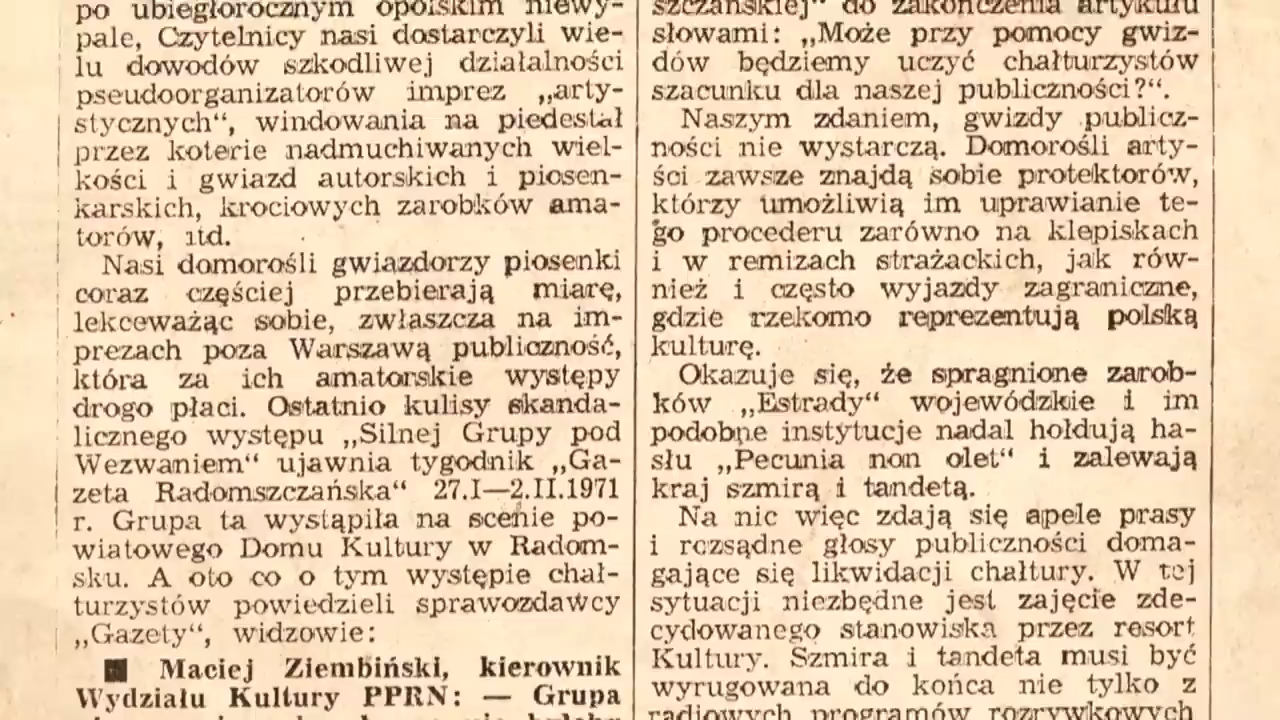 po ubiegłorocznym opolskim niewy-
pale, Czytelnicy nasi dostarczyli wie-
lu dowodów szkodliwej działalności
pseudoorganizatorów imprez „arty-
stycznych“, windowania na piedestał
przez koterie nadmuchiwanych wiel-
kości i gwiazd autorskich i piosen-
karskich, krociowych zarobków ama-
torów, itd.
Nasi domorośli gwiazdorzy piosenki
coraz częściej przebierają miarę,
lekceważąc sobie, zwłaszcza na im-
prezach poza Warszawą publiczność,
która za ich amatorskie występy
drogo płaci. Ostatnio kulisy skanda-
licznego występu „Silnej Grupy pod
Wezwaniem“ ujawnia tygodnik „Ga-
zeta Radomszczańska“ 27.I—2.II.1971
r. Grupa ta wystąpiła na scenie po-
wiatowego Domu Kultury w Radom-
sku. A oto co o tym występie chał-
turzystów powiedzieli sprawozdawcy
„Gazety“, widzowie:
■ Maciej Ziembiński, kierownik
Wydziału Kultury PPRN: — Grupa
szczańskiej“ do zakończenia artykułu
słowami: „Może przy pomocy gwiz-
dów będziemy uczyć chałturzystów
szacunku dla naszej publiczności?“.
Naszym zdaniem, gwizdy publicz-
ności nie wystarczą. Domorośli arty-
ści zawsze znajdą sobie protektorów,
którzy umożliwią im uprawianie te-
go procederu zarówno na klepiskach
i w remizach strażackich, jak rów-
nież i często wyjazdy zagraniczne,
gdzie rzekomo reprezentują polską
kulturę.
Okazuje się, że spragnione zarob-
ków „Estrady“ wojewódzkie i im
podobne instytucje nadal hołdują ha-
słu „Pecunia non olet“ i zalewają
kraj szmirą i tandetą.
Na nic więc zdają się apele prasy
i rozsądne głosy publiczności doma-
gające się likwidacji chałtury. W tej
sytuacji niezbędne jest zajęcie zde-
cydowanego stanowiska przez resort
Kultury. Szmira i tandeta musi być
wyrugowana do końca nie tylko z
radiowych programów rozrywkowych